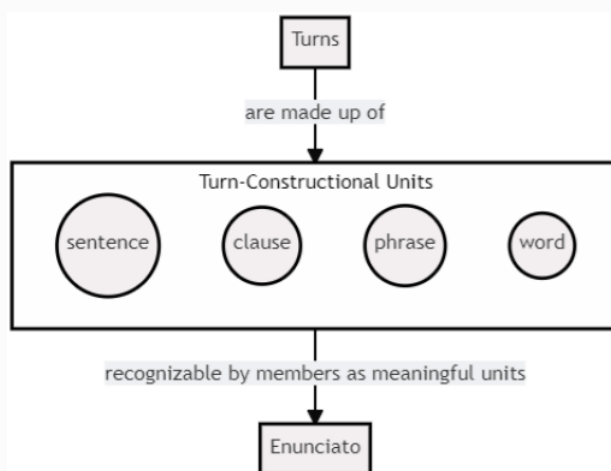 Turns
are made up of
Turn-Constructional Units
sentence clause phrase word
recognizable by members as meaningful units
Enunciato